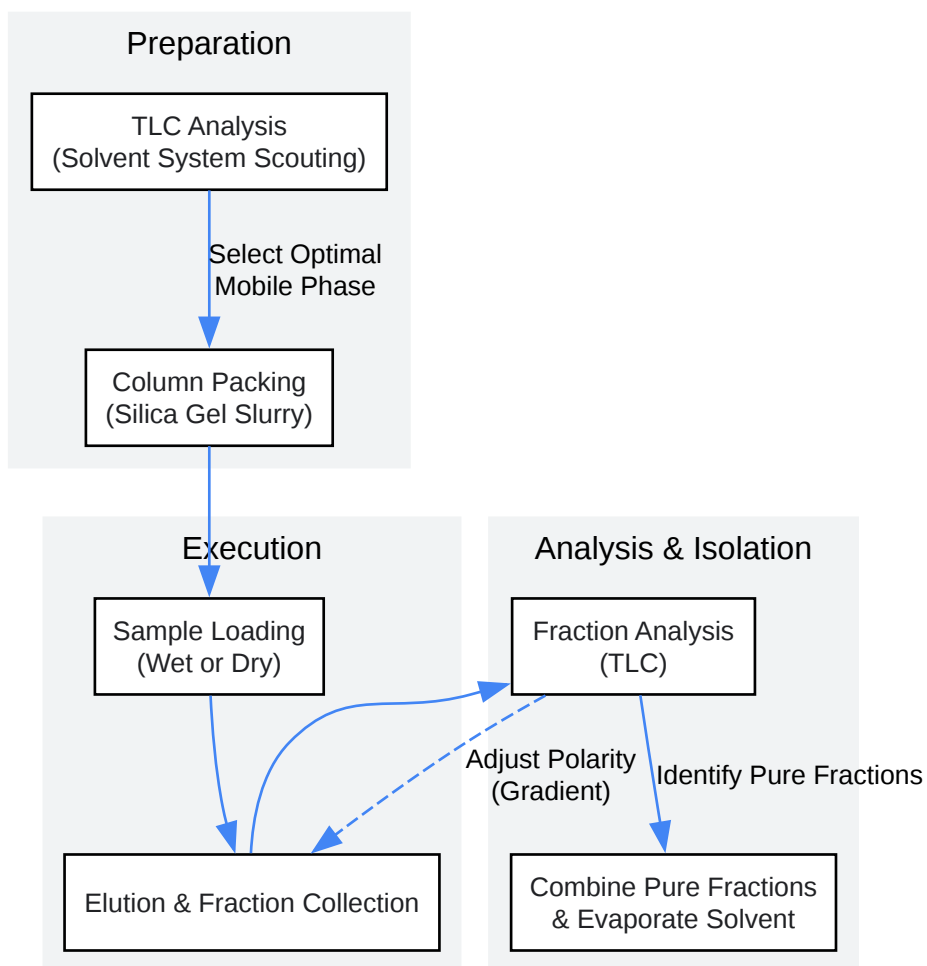 Preparation
TLC Analysis
(Solvent System Scouting)
Select Optimal
Mobile Phase
Column Packing
(Silica Gel Slurry)
Execution
Sample Loading
(Wet or Dry)
Elution & Fraction Collection
Analysis & Isolation
Fraction Analysis
(TLC)
Adjust Polarity
(Gradient)
Identify Pure Fractions
Combine Pure Fractions
& Evaporate Solvent